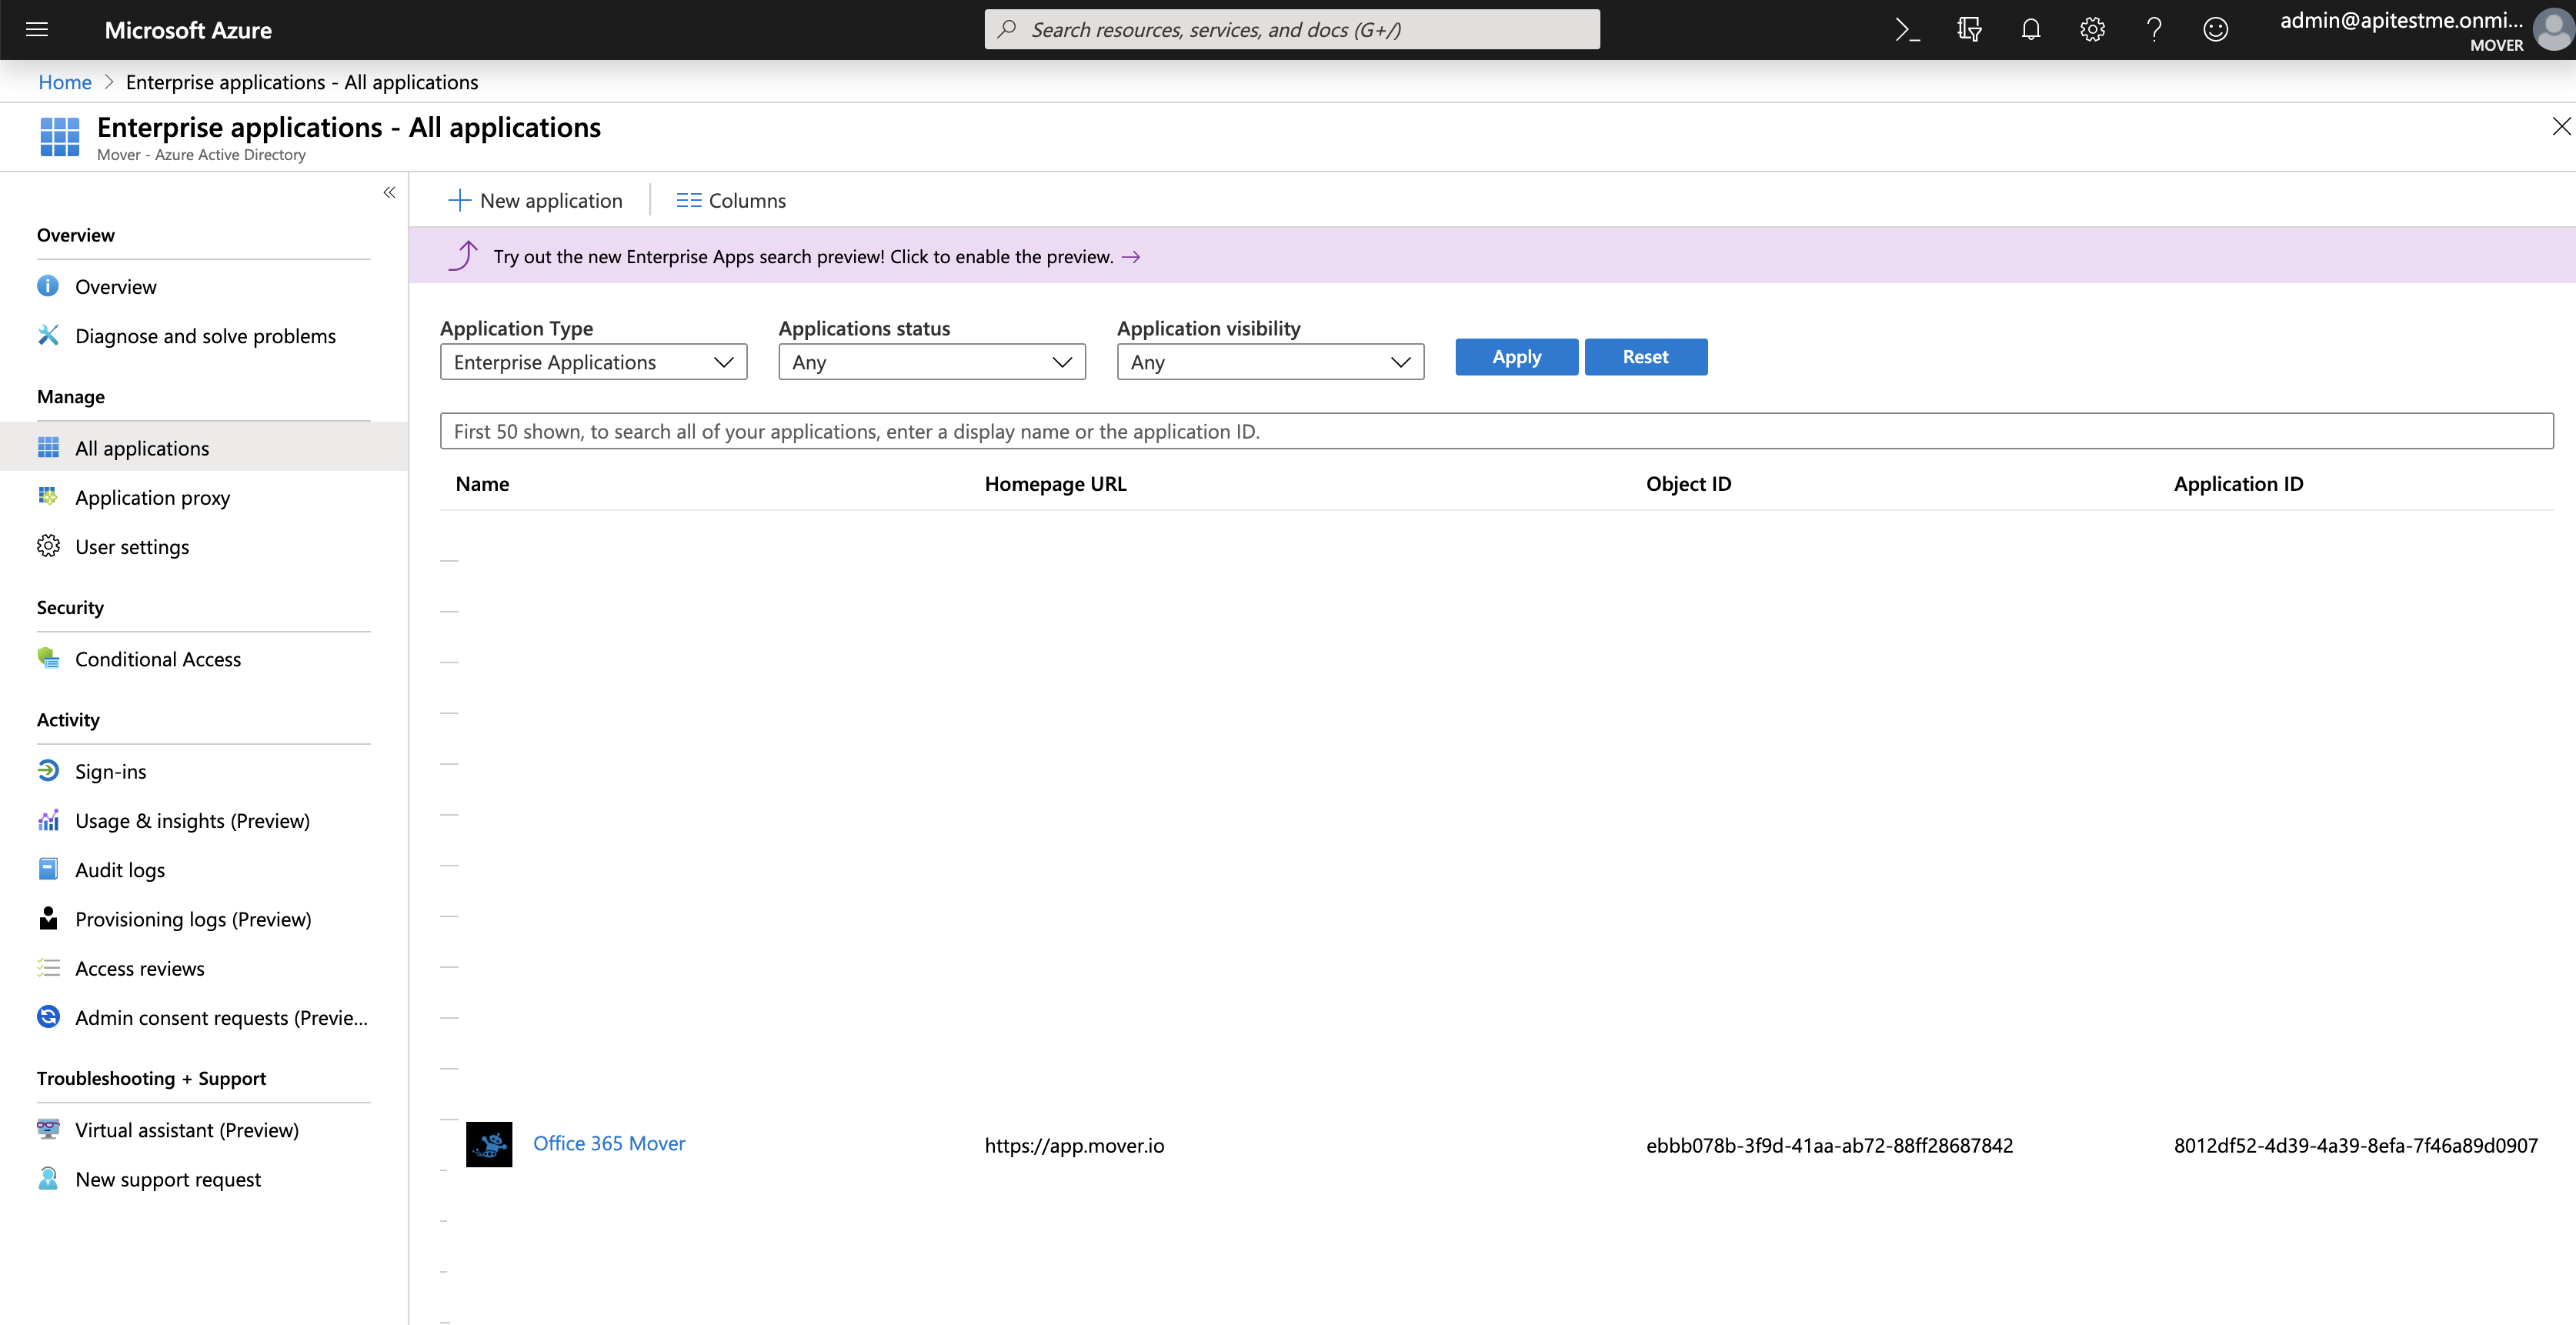 Microsoft Azure
Search resources, services, and docs (G+/)
admin@apitestme.onmi...
MOVER
Home > Enterprise applications - All applications
Enterprise applications - All applications
Mover - Azure Active Directory
Overview
Overview
Diagnose and solve problems
Manage
All applications
Application proxy
User settings
Security
Conditional Access
Activity
Sign-ins
Usage & insights (Preview)
Audit logs
Provisioning logs (Preview)
Access reviews
Admin consent requests (Previe...
Troubleshooting + Support
Virtual assistant (Preview)
New support request
New application
Columns
Try out the new Enterprise Apps search preview! Click to enable the preview. →
Application Type
Applications status
Application visibility
Enterprise Applications
Any
Any
Apply
Reset
First 50 shown, to search all of your applications, enter a display name or the application ID.
Name Homepage URL Object ID Application ID
Office 365 Mover https://app.mover.io ebbb078b-3f9d-41aa-ab72-88ff28687842 8012df52-4d39-4a39-8efa-7f46a89d0907